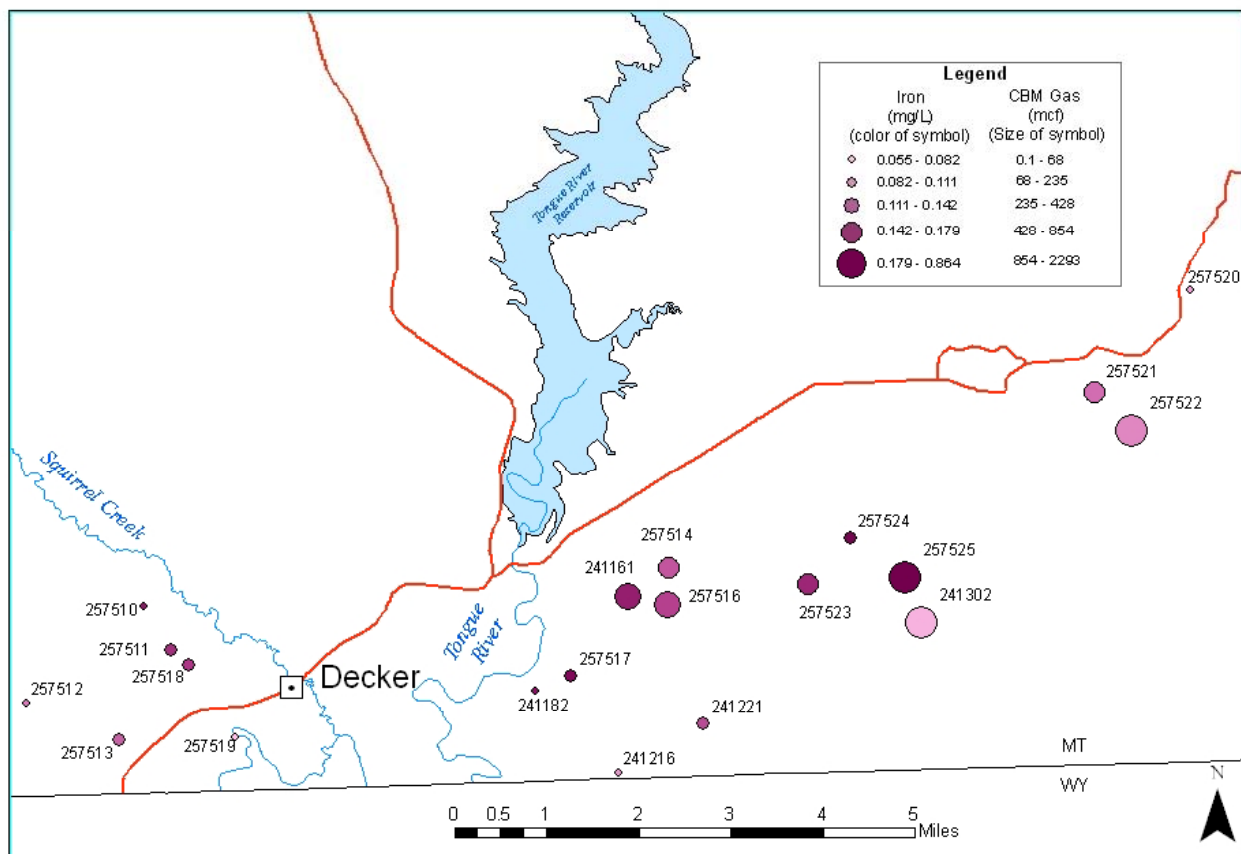 Legend
Iron CBM Gas
(mg/L) (mcf)
(color of symbol) (Size of symbol)
0.055 - 0.082 0.1 - 68
0.082 - 0.111 68 - 235
0.111 - 0.142 235 - 428
0.142 - 0.179 428 - 854
0.179 - 0.864 854 - 2293
Tongue River
Reservoir
257520
257521
257522
Squirrel Creek
257524
257514
257525
241161
257516
257523
241302
257510
257511
257518
Tongue
River
257517
Decker
241182
257512
241221
257513
257519
241216
MT
WY
N
0 0.5 1 2 3 4 5
Miles